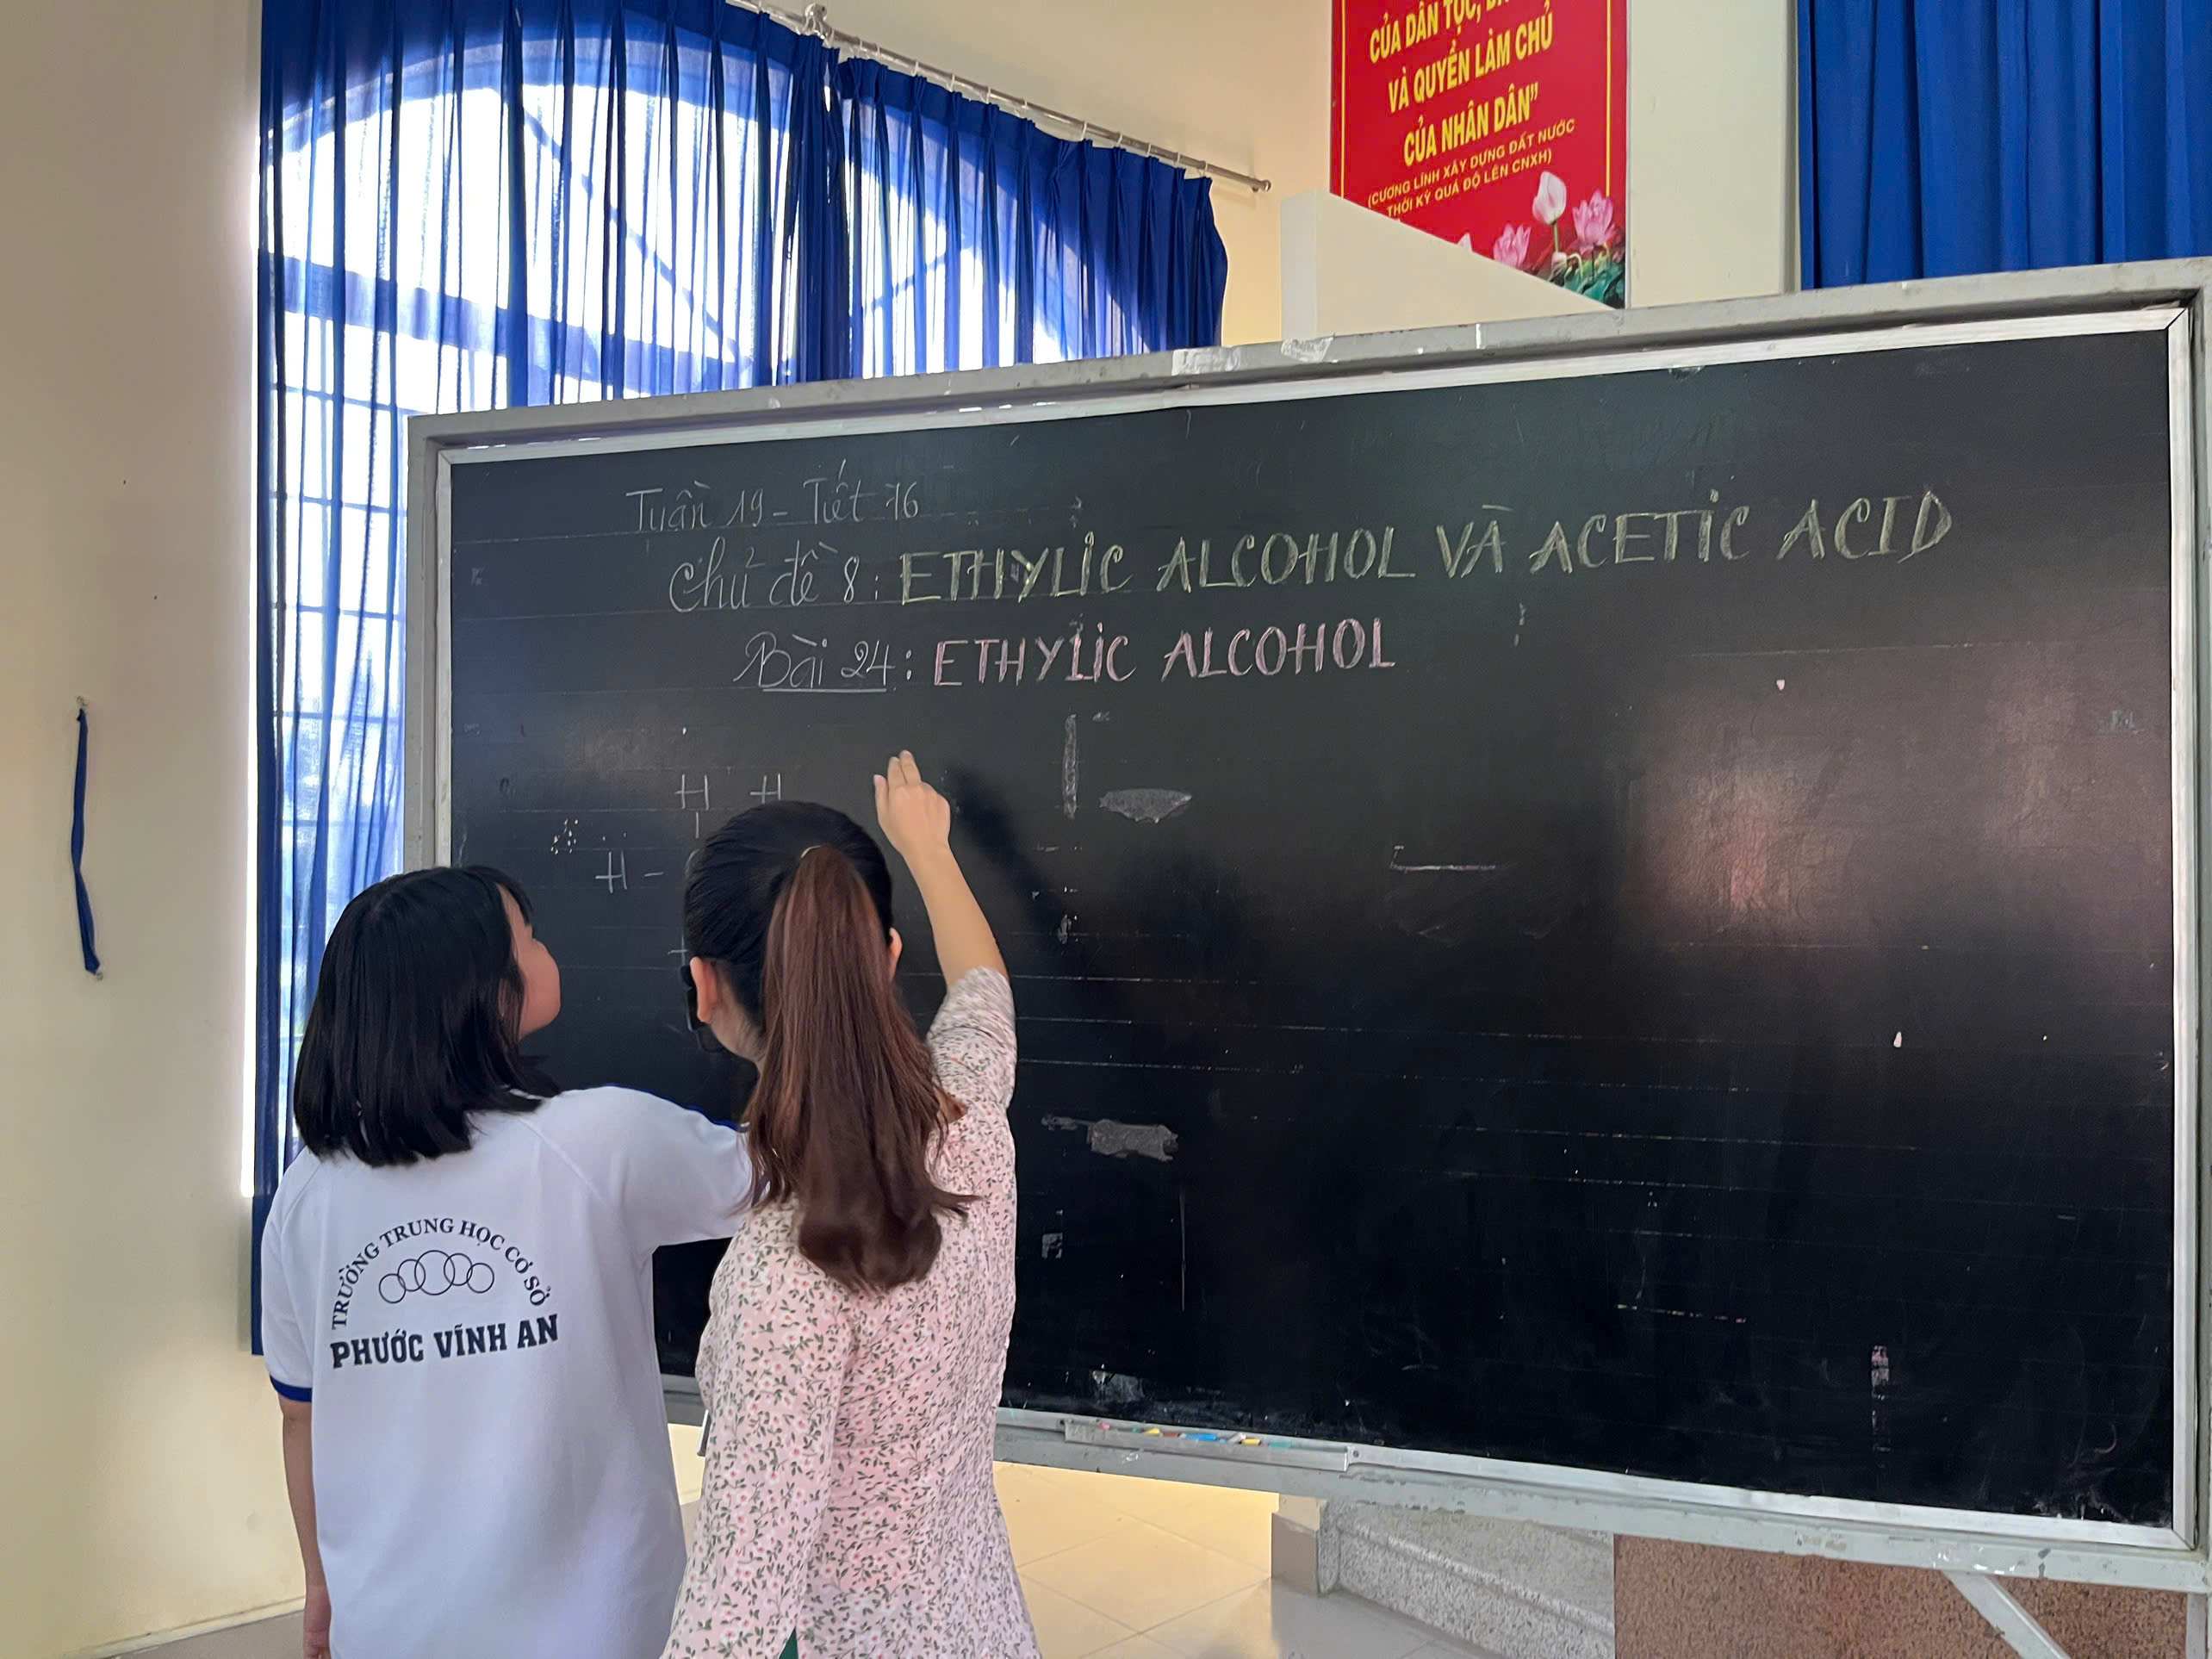 CỦA DÂN TỘC,
VÀ QUYỀN LÀM CHỦ
CỦA NHÂN DÂN”
(CƯƠNG LĨNH XÂY DỰNG ĐẤT NƯỚC
THỜI KỲ QUÁ ĐỘ LÊN CNXH)
Tuần 19 - Tiết 76
Chủ đề 8: ETHYLIC ALCOHOL VÀ ACETIC ACID
Bài 24: ETHYLIC ALCOHOL
H H
H -
TRƯỜNG TRUNG HỌC CƠ SỞ
PHƯỚC VĨNH AN